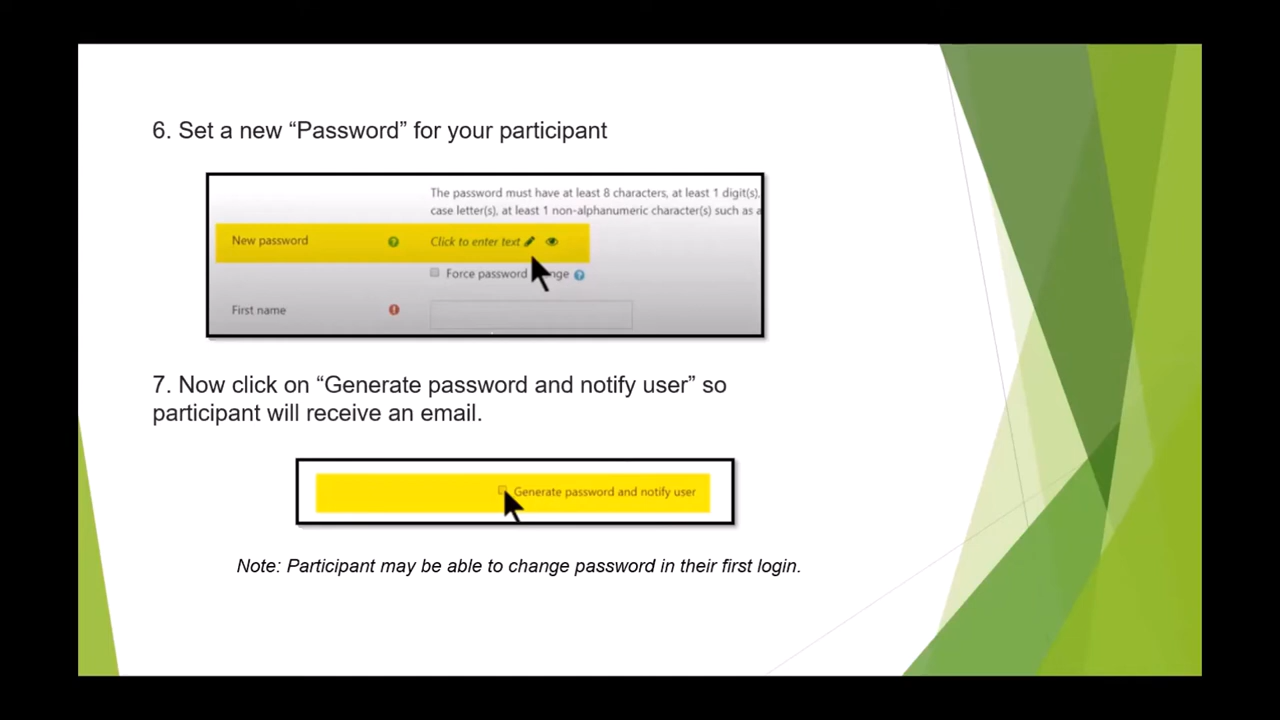 6. Set a new “Password” for your participant
The password must have at least 8 characters, at least 1 digit(s),
case letter(s), at least 1 non-alphanumeric character(s) such as a
New password
Click to enter text
Force password nge
First name
7. Now click on “Generate password and notify user” so
participant will receive an email.
Generate password and notify user
Note: Participant may be able to change password in their first login.